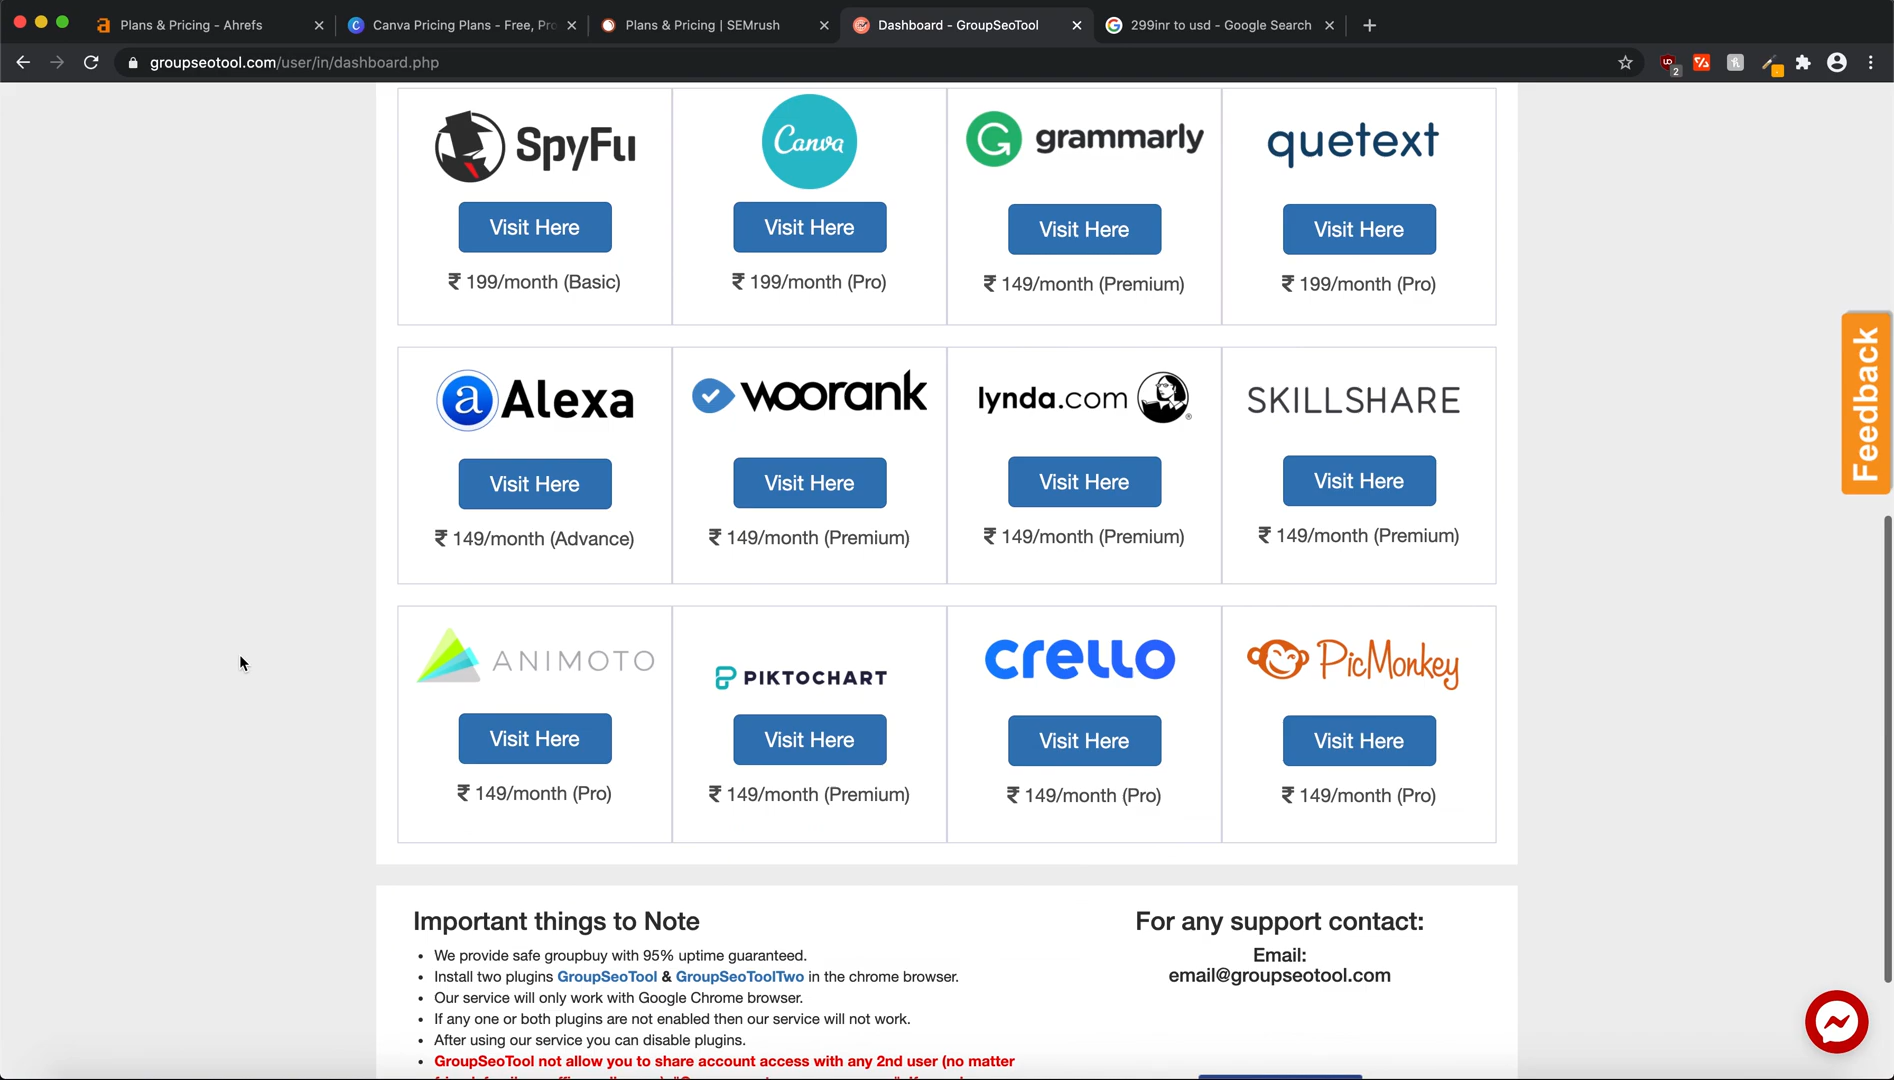 Plans & Pricing - Ahrefs
Canva Pricing Plans - Free, Pro
Plans & Pricing | SEMrush
Dashboard - GroupSeoTool
299inr to usd - Google Search
groupseotool.com/user/in/dashboard.php
2
SpyFu
Canva
grammarly
quetext
Visit Here
Visit Here
Visit Here
Visit Here
₹ 199/month (Basic)
₹ 199/month (Pro)
₹ 149/month (Premium)
₹ 199/month (Pro)
Feedback
a Alexa
woorank
lynda.com
SKILLSHARE
Visit Here
Visit Here
Visit Here
Visit Here
₹ 149/month (Advance)
₹ 149/month (Premium)
₹ 149/month (Premium)
₹ 149/month (Premium)
ANIMOTO
PIKTOCHART
crello
PicMonkey
Visit Here
Visit Here
Visit Here
Visit Here
₹ 149/month (Pro)
₹ 149/month (Premium)
₹ 149/month (Pro)
₹ 149/month (Pro)
Important things to Note
• We provide safe groupbuy with 95% uptime guaranteed.
• Install two plugins GroupSeoTool & GroupSeoToolTwo in the chrome browser.
• Our service will only work with Google Chrome browser.
• If any one or both plugins are not enabled then our service will not work.
• After using our service you can disable plugins.
• GroupSeoTool not allow you to share account access with any 2nd user (no matter
For any support contact:
Email:
email@groupseotool.com